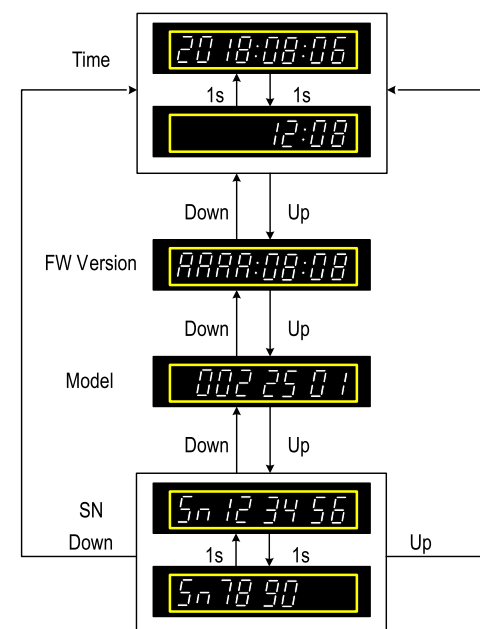 2018:08:06
Time
1s 1s
12:08
Down Up
FW Version AAAA:08:08
Down Up
Model 002 25 01
Down Up
SN Sn 12 34 56
Down Up
1s 1s
Sn 78 90